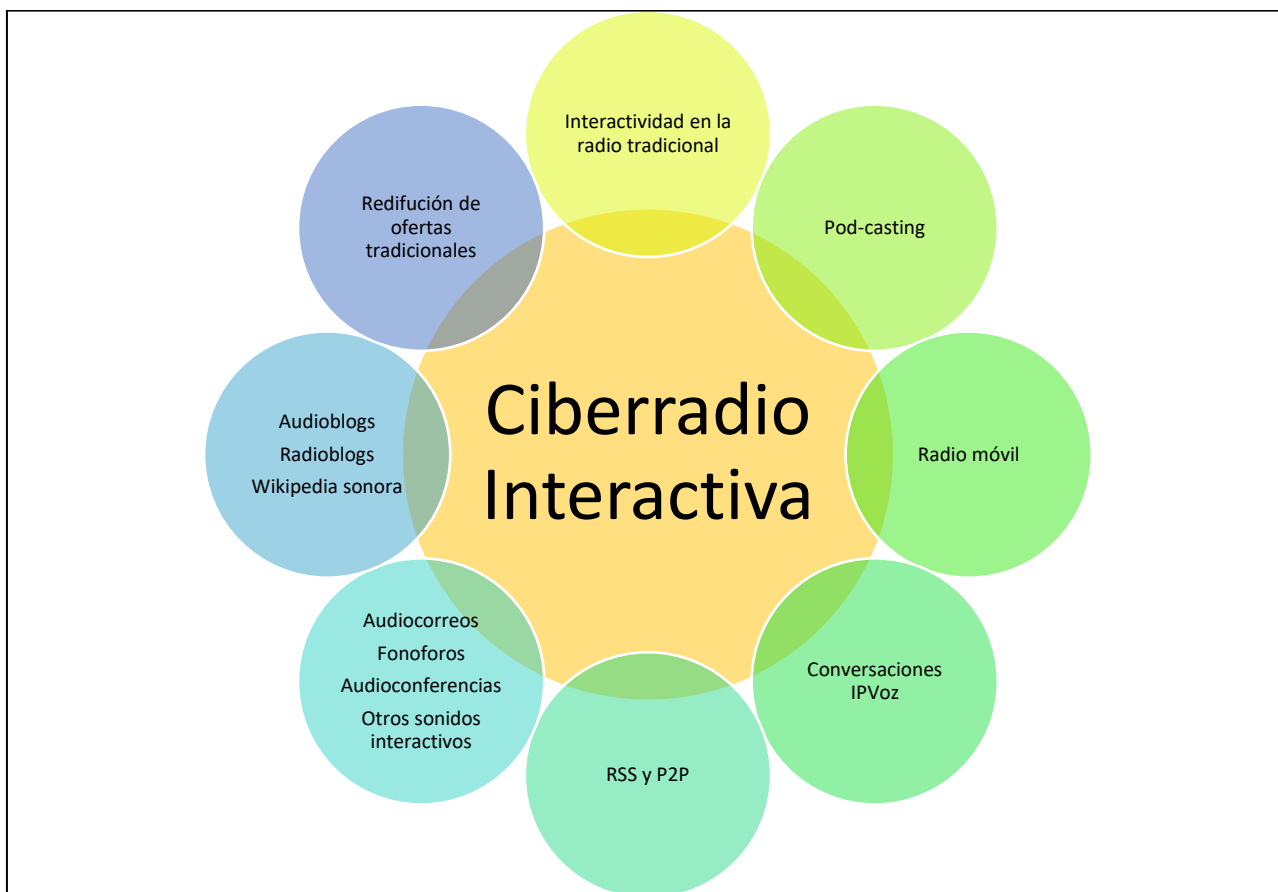 Interactividad en la
radio tradicional
Pod-casting
Radio móvil
Conversaciones
IPVoz
RSS y P2P
Audiocorreos
Fonoforos
Audioconferencias
Otros sonidos
interactivos
Audioblogs
Radioblogs
Wikipedia sonora
Redifución de
ofertas
tradicionales
Ciberradio
Interactiva